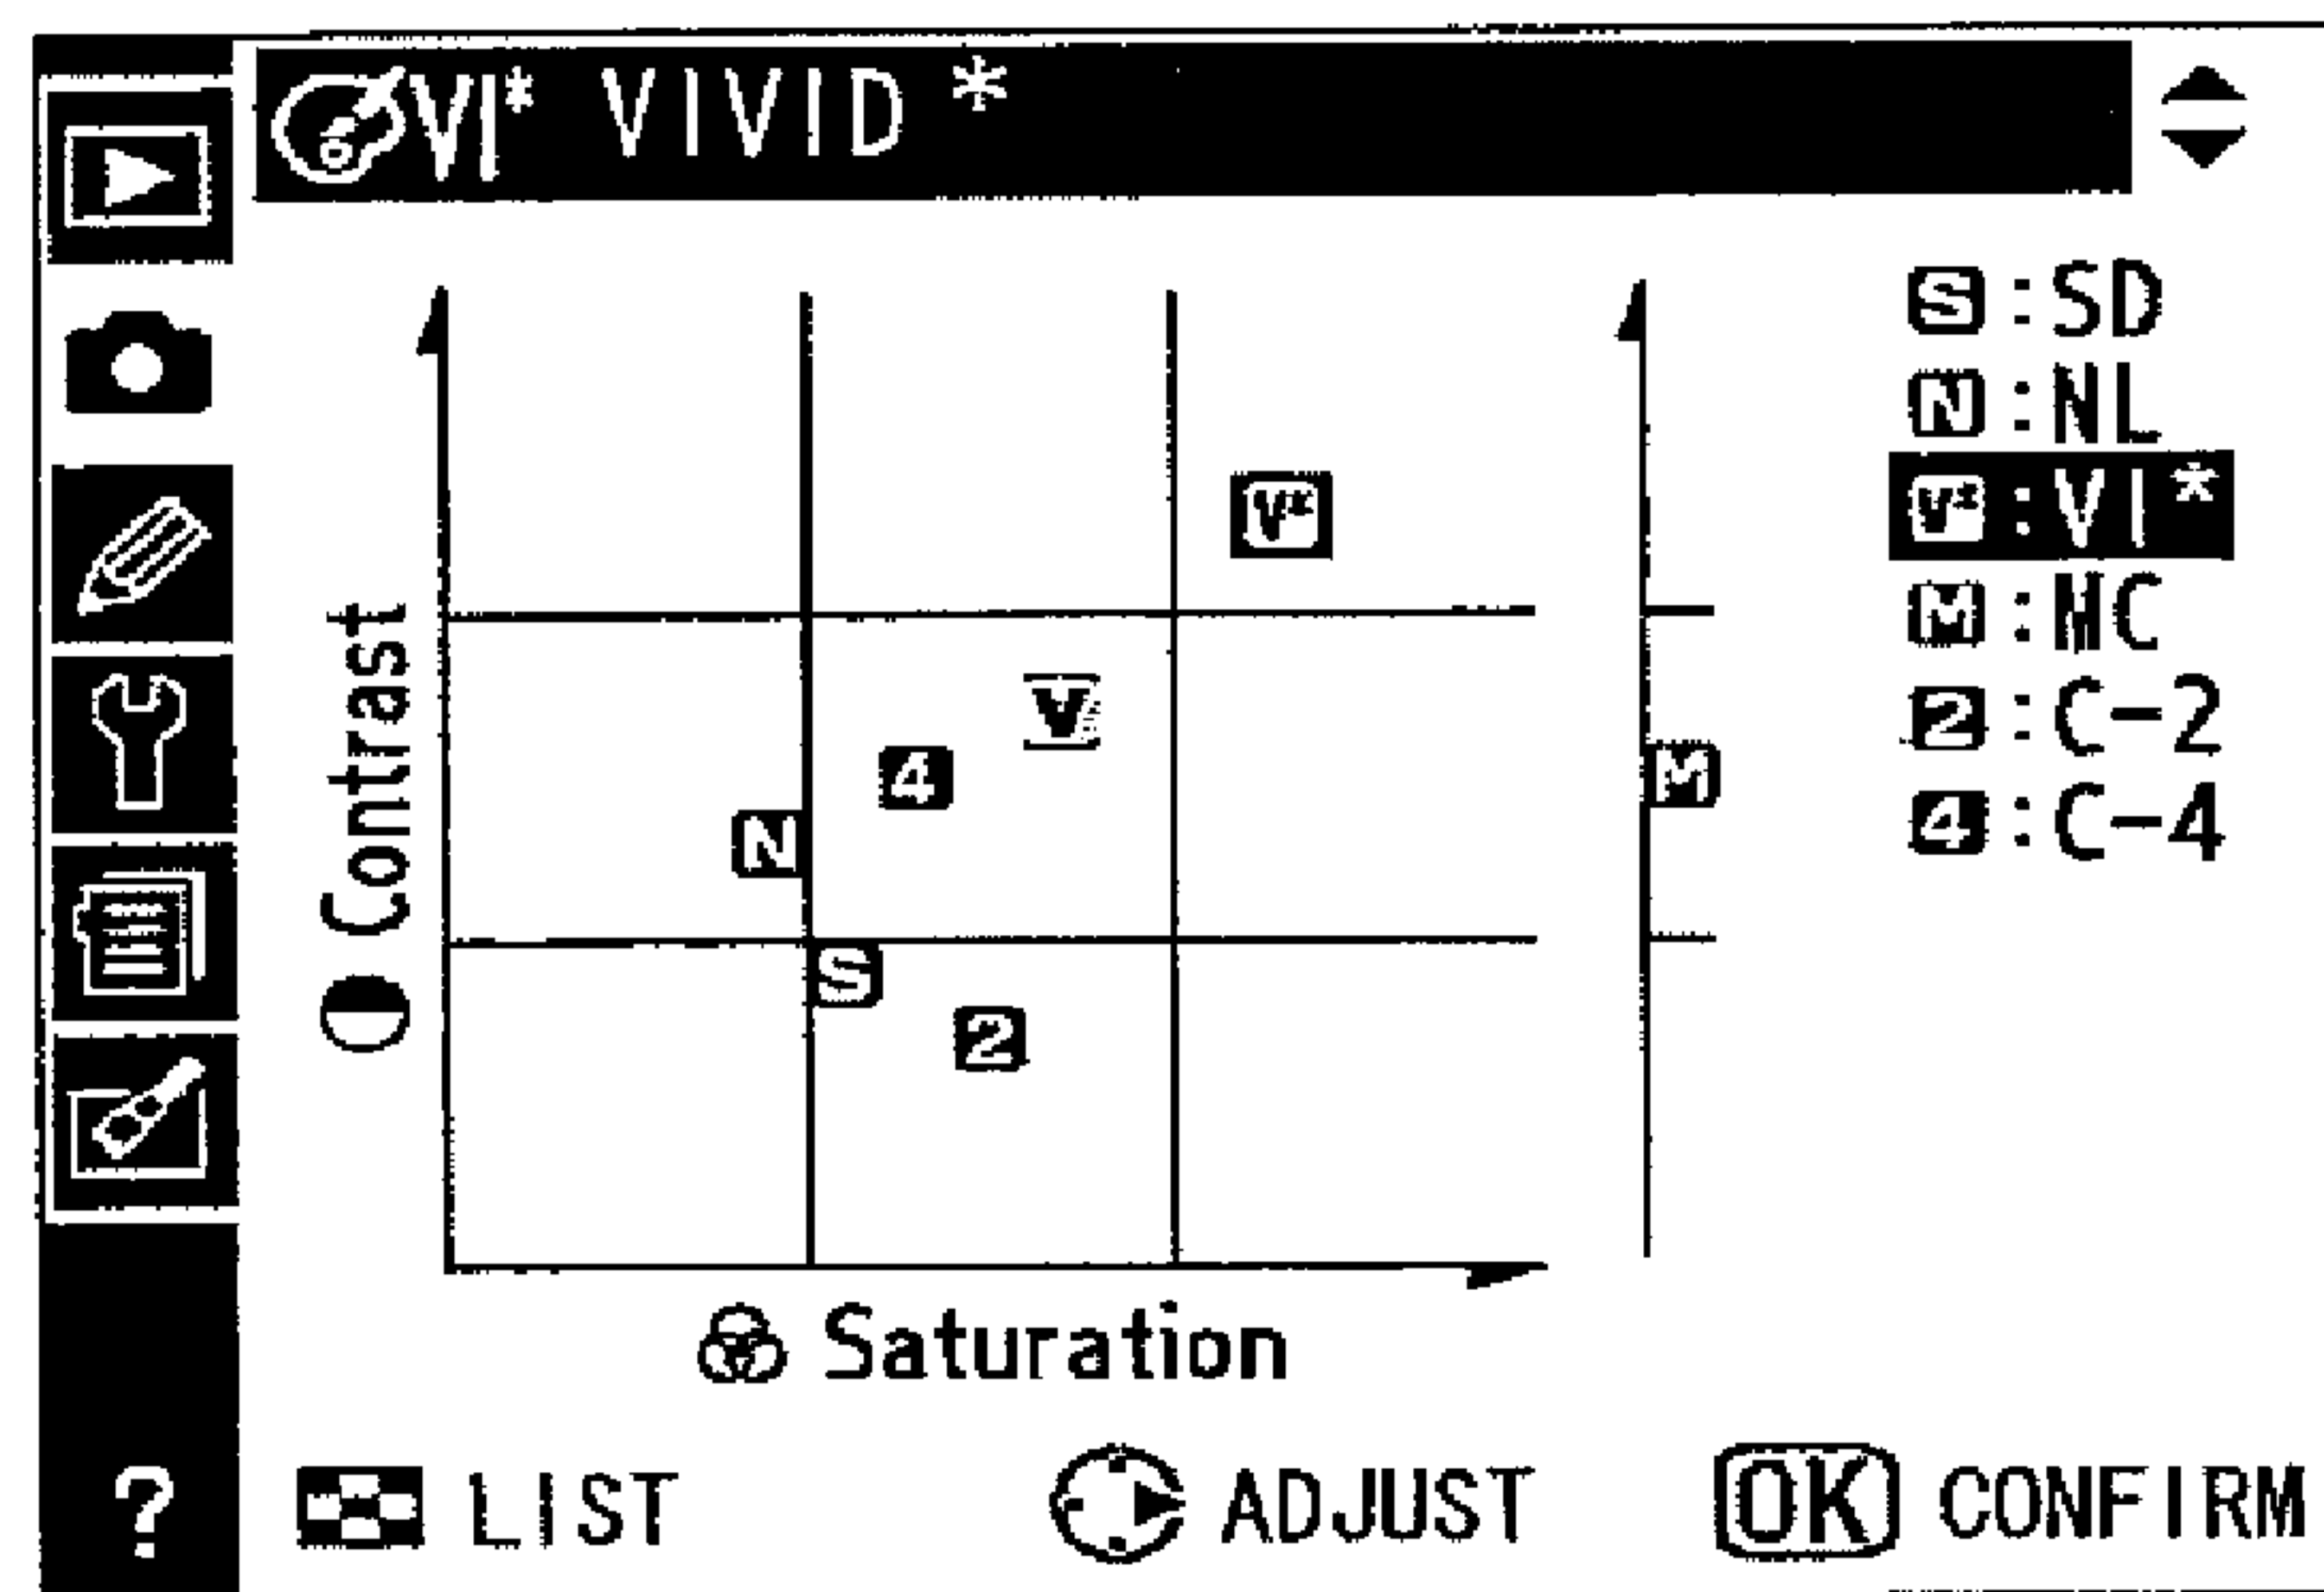 VI* VIVID *
S:SD
N:NL
V*:VI*
M:MC
2:C-2
4:C-4
Contrast
V*
V
4
M
N
S
2
Saturation
?
LIST
ADJUST
OK CONFIRM